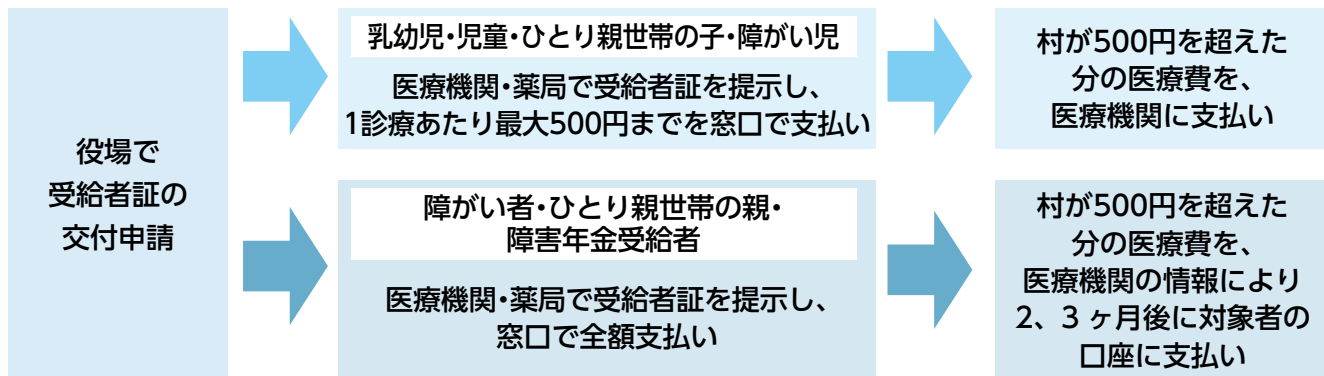 役場で
受給者証の
交付申請
乳幼児・児童・ひとり親世帯の子・障がい児
医療機関・薬局で受給者証を提示し、
1診療あたり最大500円までを窓口で支払い
村が500円を超えた
分の医療費を、
医療機関に支払い
障がい者・ひとり親世帯の親・
障害年金受給者
医療機関・薬局で受給者証を提示し、
窓口で全額支払い
村が500円を超えた
分の医療費を、
医療機関の情報により
2、3ヶ月後に対象者の
口座に支払い